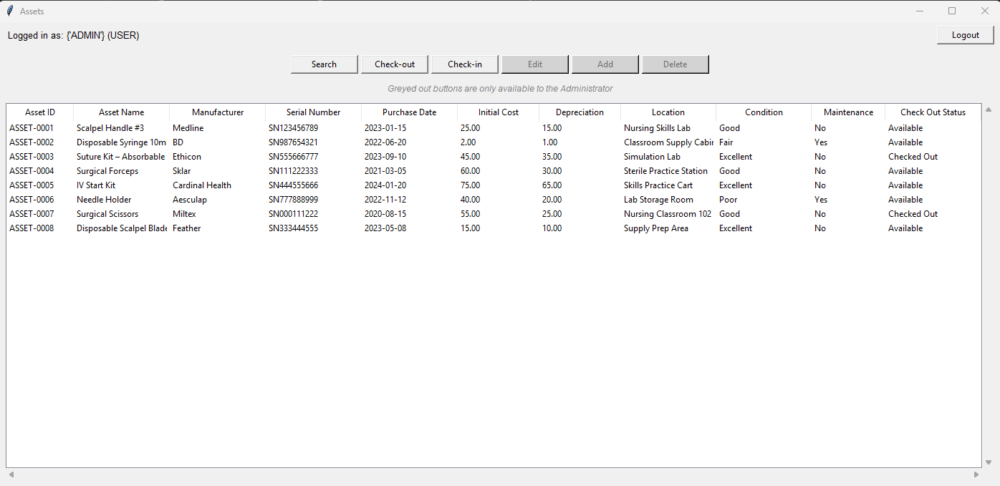 Assets
Logged in as: {'ADMIN'} (USER)
Logout
Search Check-out Check-in Edit Add Delete
Greyed out buttons are only available to the Administrator
Asset ID Asset Name Manufacturer Serial Number Purchase Date Initial Cost Depreciation Location Condition Maintenance Check Out Status
ASSET-0001 Scalpel Handle #3 Medline SN123456789 2023-01-15 25.00 15.00 Nursing Skills Lab Good No Available
ASSET-0002 Disposable Syringe 10m BD SN987654321 2022-06-20 2.00 1.00 Classroom Supply Cabin Fair Yes Available
ASSET-0003 Suture Kit – Absorbable Ethicon SN555666777 2023-09-10 45.00 35.00 Simulation Lab Excellent No Checked Out
ASSET-0004 Surgical Forceps Sklar SN111222333 2021-03-05 60.00 30.00 Sterile Practice Station Good No Available
ASSET-0005 IV Start Kit Cardinal Health SN444555666 2024-01-20 75.00 65.00 Skills Practice Cart Excellent No Available
ASSET-0006 Needle Holder Aesculap SN777888999 2022-11-12 40.00 20.00 Lab Storage Room Poor Yes Available
ASSET-0007 Surgical Scissors Miltex SN000111222 2020-08-15 55.00 25.00 Nursing Classroom 102 Good No Checked Out
ASSET-0008 Disposable Scalpel Blade Feather SN333444555 2023-05-08 15.00 10.00 Supply Prep Area Excellent No Available